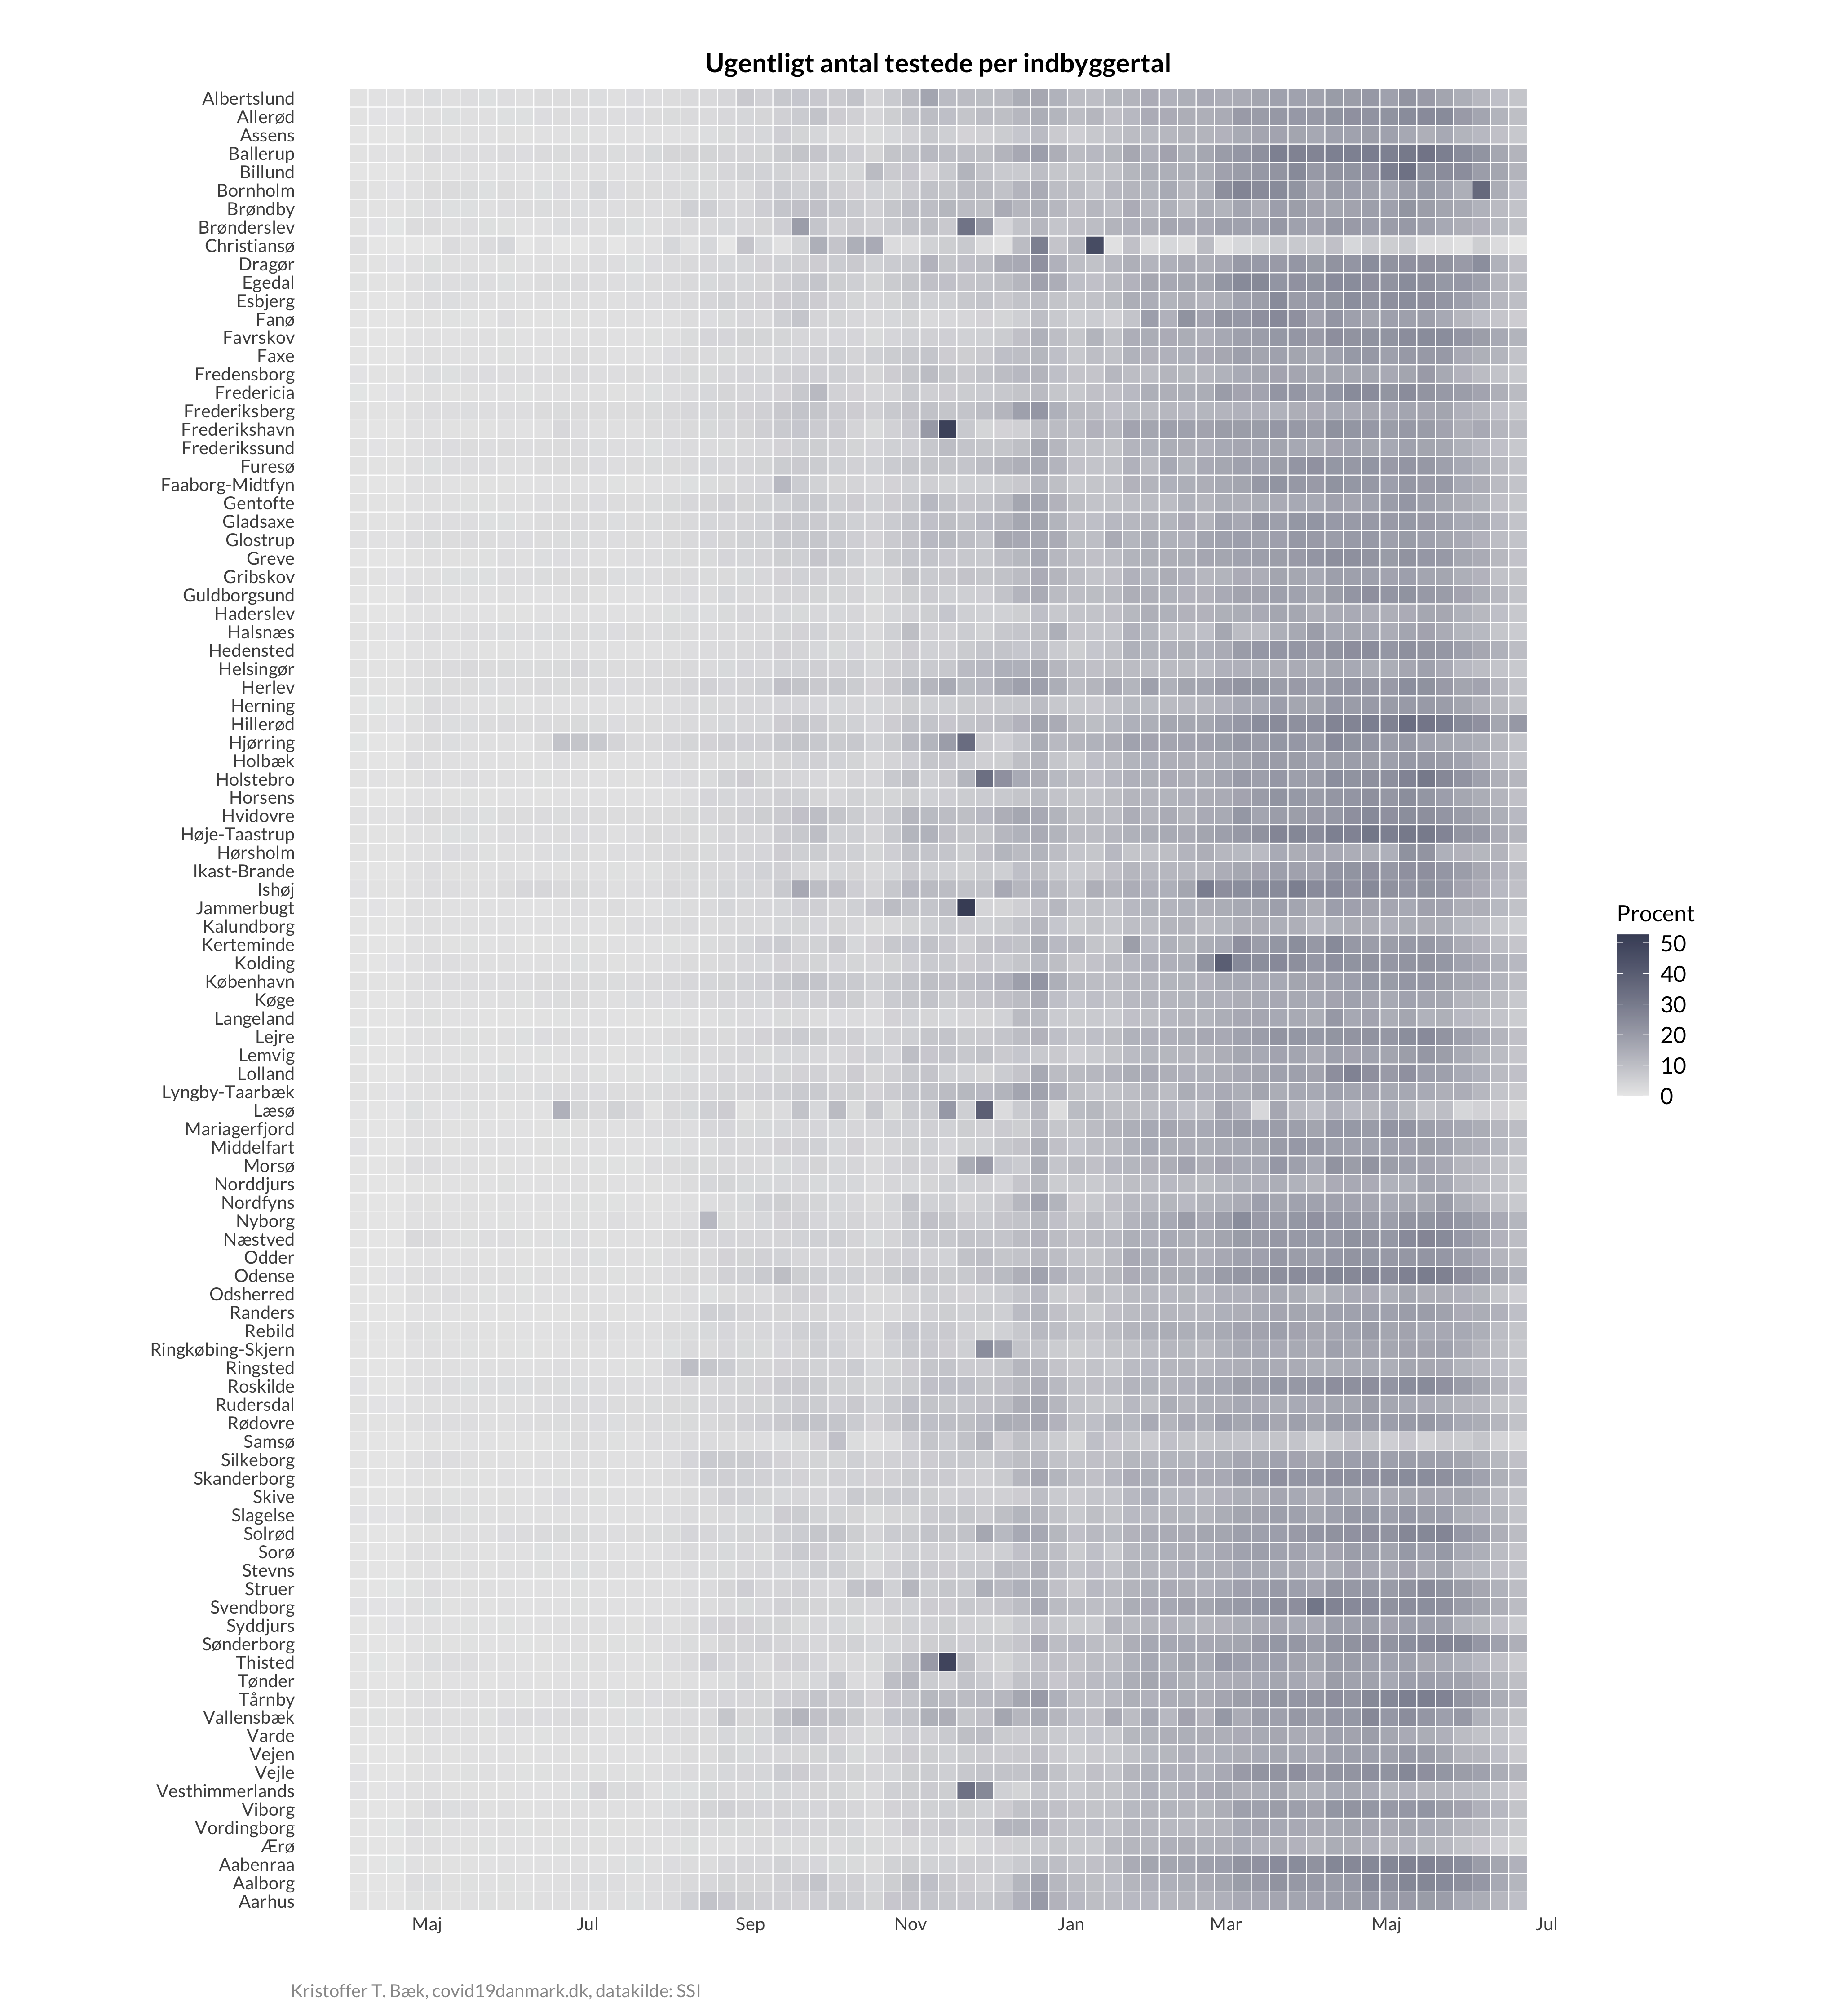 Ugentligt antal testede per indbyggertal
Albertslund
Allerød
Assens
Ballerup
Billund
Bornholm
Brøndby
Brønderslev
Christiansø
Dragør
Egedal
Esbjerg
Fanø
Favrskov
Faxe
Fredensborg
Fredericia
Frederiksberg
Frederikshavn
Frederikssund
Furesø
Faaborg-Midtfyn
Gentofte
Gladsaxe
Glostrup
Greve
Gribskov
Guldborgsund
Haderslev
Halsnæs
Hedensted
Helsingør
Herlev
Herning
Hillerød
Hjørring
Holbæk
Holstebro
Horsens
Hvidovre
Høje-Taastrup
Hørsholm
Ikast-Brande
Ishøj
Jammerbugt
Kalundborg
Kerteminde
Kolding
København
Køge
Langeland
Lejre
Lemvig
Lolland
Lyngby-Taarbæk
Læsø
Mariagerfjord
Middelfart
Morsø
Norddjurs
Nordfyns
Nyborg
Næstved
Odder
Odense
Odsherred
Randers
Rebild
Ringkøbing-Skjern
Ringsted
Roskilde
Rudersdal
Rødovre
Samsø
Silkeborg
Skanderborg
Skive
Slagelse
Solrød
Sorø
Stevns
Struer
Svendborg
Syddjurs
Sønderborg
Thisted
Tønder
Tårnby
Vallensbæk
Varde
Vejen
Vejle
Vesthimmerlands
Viborg
Vordingborg
Ærø
Aabenraa
Aalborg
Aarhus
Maj Jul Sep Nov Jan Mar Maj Jul
Procent
50
40
30
20
10
0
Kristoffer T. Bæk, covid19danmark.dk, datakilde: SSI